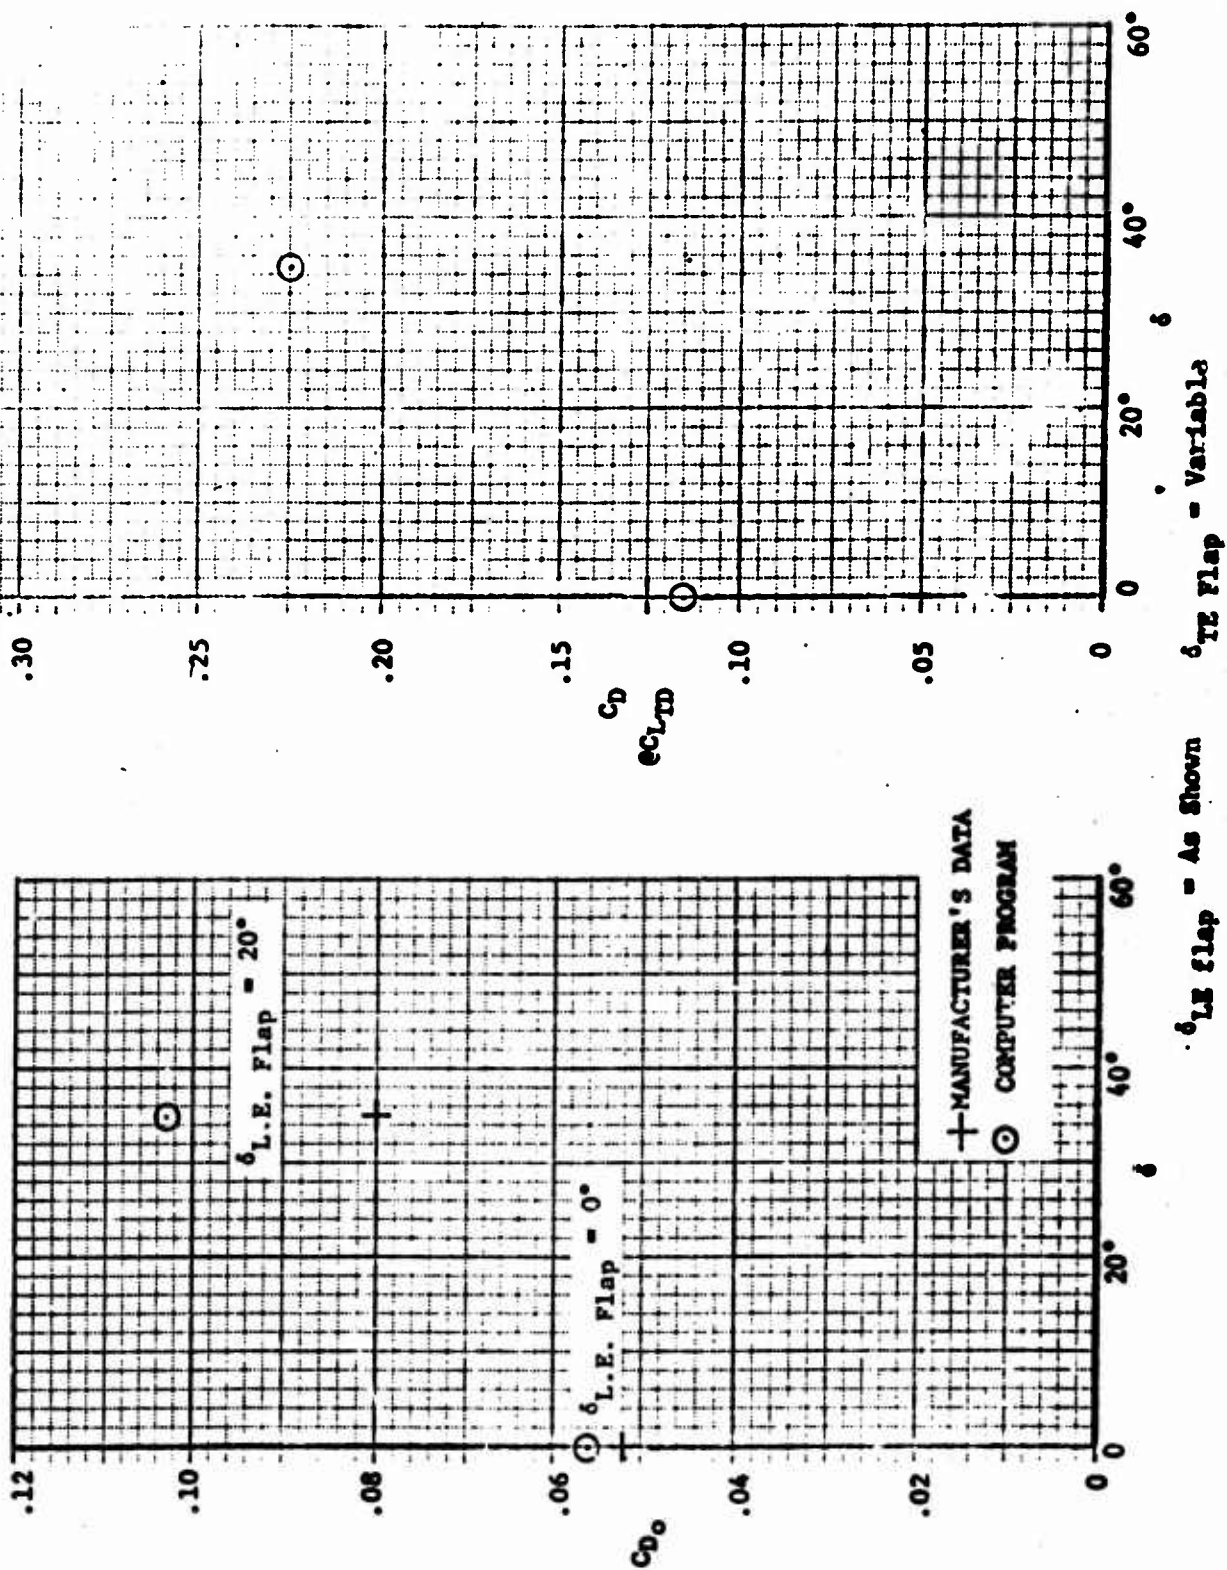 .12
.10
.08
.06
.04
.02
0
C_Do
0
20°
40°
60°
δ
δ_L.E. Flap = 20°
δ_L.E. Flap = 0°
MANUFACTURER'S DATA
COMPUTER PROGRAM
.30
.25
.20
.15
.10
.05
0
C_D
@C_LTD
0
20°
40°
60°
δ
δ_LE flap = As Shown δ_TE Flap = Variable